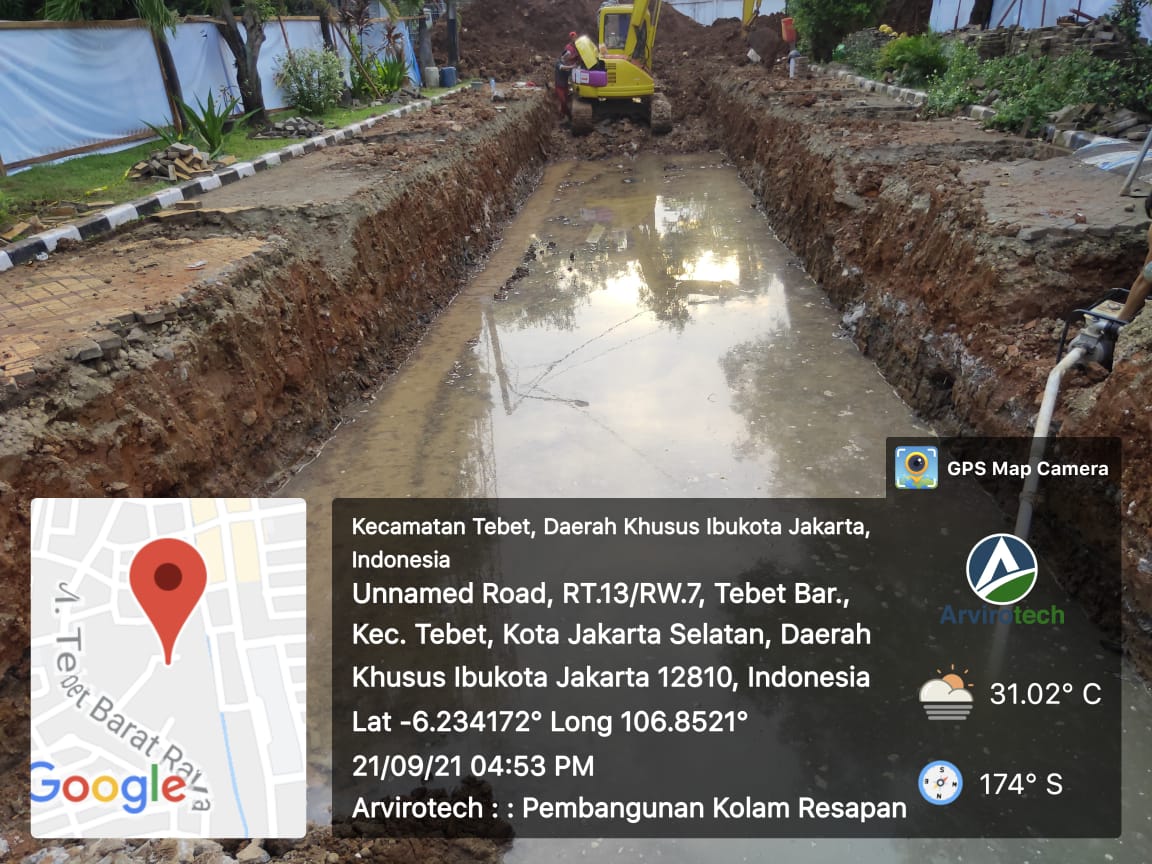 GPS Map Camera
Kecamatan Tebet, Daerah Khusus Ibukota Jakarta,
Indonesia
Unnamed Road, RT.13/RW.7, Tebet Bar.,
Kec. Tebet, Kota Jakarta Selatan, Daerah
Khusus Ibukota Jakarta 12810, Indonesia
Lat -6.234172° Long 106.8521°
21/09/21 04:53 PM
Arvirotech : : Pembangunan Kolam Resapan
Arvirotech
31.02° C
174° S
Jl. Tebet Barat Raya
Google